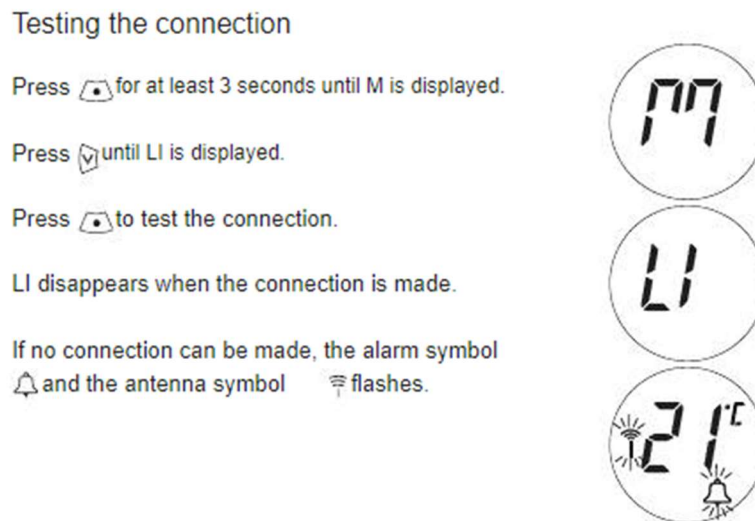 Testing the connection
Press for at least 3 seconds until M is displayed.
M
Press until LI is displayed.
Press to test the connection.
LI
LI disappears when the connection is made.
If no connection can be made, the alarm symbol
and the antenna symbol flashes.
21°C